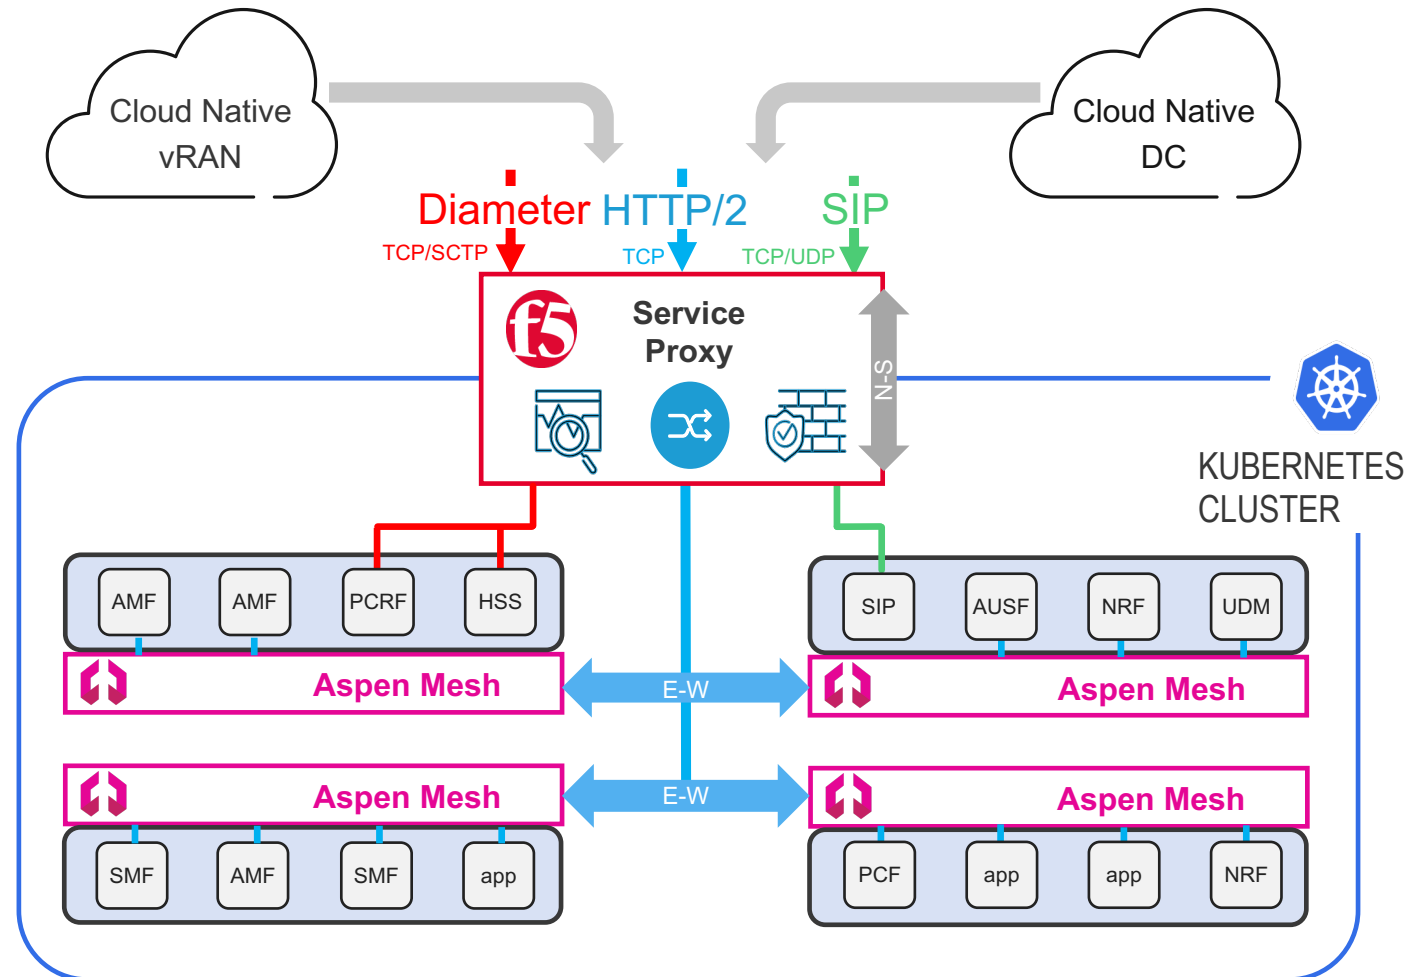 Cloud Native
vRAN
Cloud Native
DC
Diameter
HTTP/2
SIP
TCP/SCTP
TCP
TCP/UDP
f5
Service
Proxy
N-S
KUBERNETES
CLUSTER
AMF
AMF
PCRF
HSS
SIP
AUSF
NRF
UDM
Aspen Mesh
E-W
Aspen Mesh
Aspen Mesh
E-W
Aspen Mesh
SMF
AMF
SMF
app
PCF
app
app
NRF